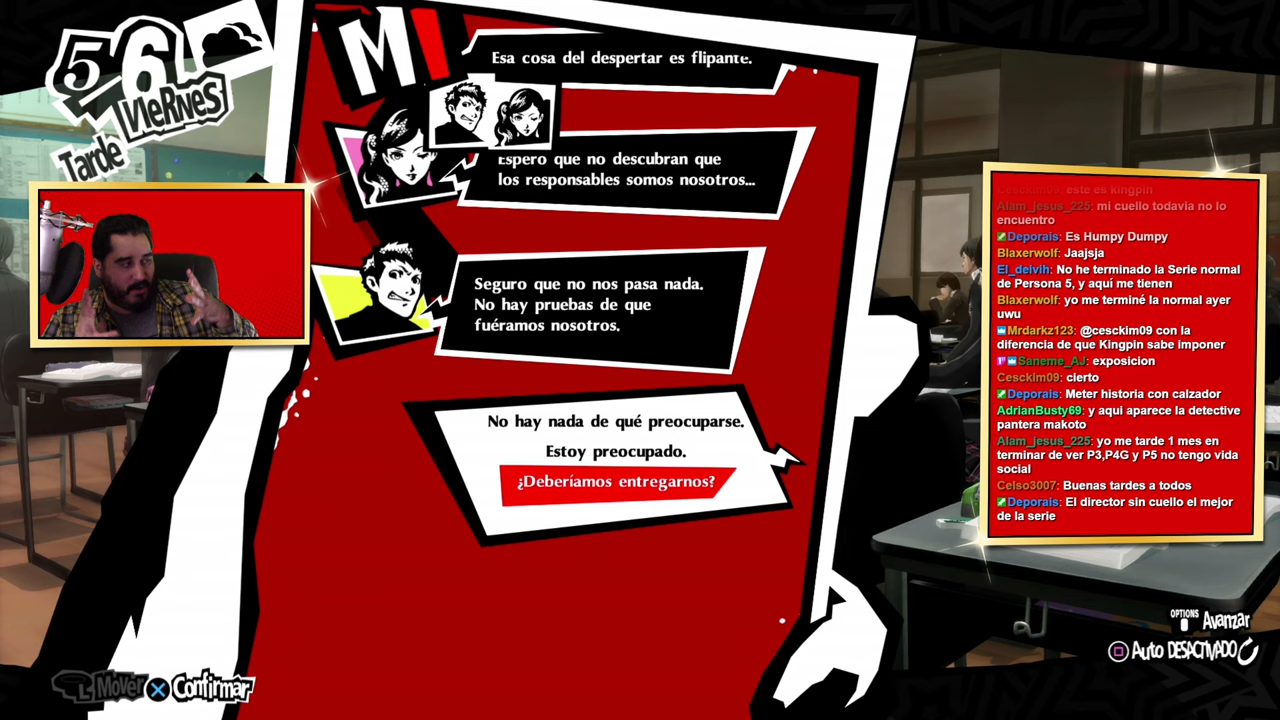 5/6
Viernes
Tarde
MI
Esa cosa del despertar es flipante.
Espero que no descubran que
los responsables somos nosotros...
Seguro que no nos pasa nada.
No hay pruebas de que
fuéramos nosotros.
No hay nada de qué preocuparse.
Estoy preocupado.
¿Deberíamos entregarnos?
Cesckim09: este es kingpin
Alam_jesus_225: mi cuello todavia no lo
encuentro
Deporais: Es Humpy Dumpy
Blaxerwolf: Jaajsja
El_deivih: No he terminado la Serie normal
de Persona 5, y aquí me tienen
Blaxerwolf: yo me terminé la normal ayer
uwu
Mrdarkz123: @cesckim09 con la
diferencia de que Kingpin sabe imponer
Saneme_AJ: exposicion
Cesckim09: cierto
Deporais: Meter historia con calzador
AdrianBusty69: y aqui aparece la detective
pantera makoto
Alam_jesus_225: yo me tarde 1 mes en
terminar de ver P3,P4G y P5 no tengo vida
social
Celso3007: Buenas tardes a todos
Deporais: El director sin cuello el mejor
de la serie
OPTIONS
Avanzar
Auto DESACTIVADO
L Mover Confirmar